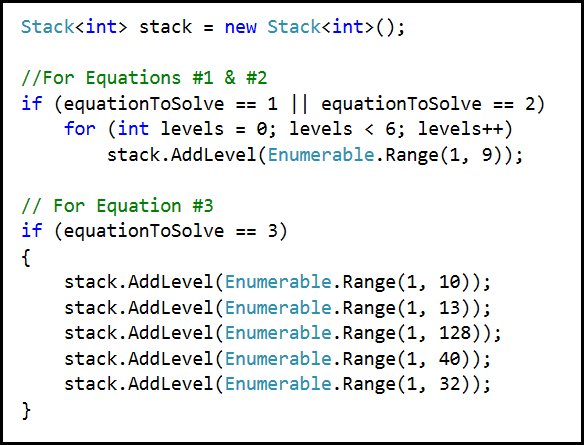 Stack<int> stack = new Stack<int>();
//For Equations #1 & #2
if (equationToSolve == 1 || equationToSolve == 2)
for (int levels = 0; levels < 6; levels++)
stack.AddLevel(Enumerable.Range(1, 9));
// For Equation #3
if (equationToSolve == 3)
{
stack.AddLevel(Enumerable.Range(1, 10));
stack.AddLevel(Enumerable.Range(1, 13));
stack.AddLevel(Enumerable.Range(1, 128));
stack.AddLevel(Enumerable.Range(1, 40));
stack.AddLevel(Enumerable.Range(1, 32));
}